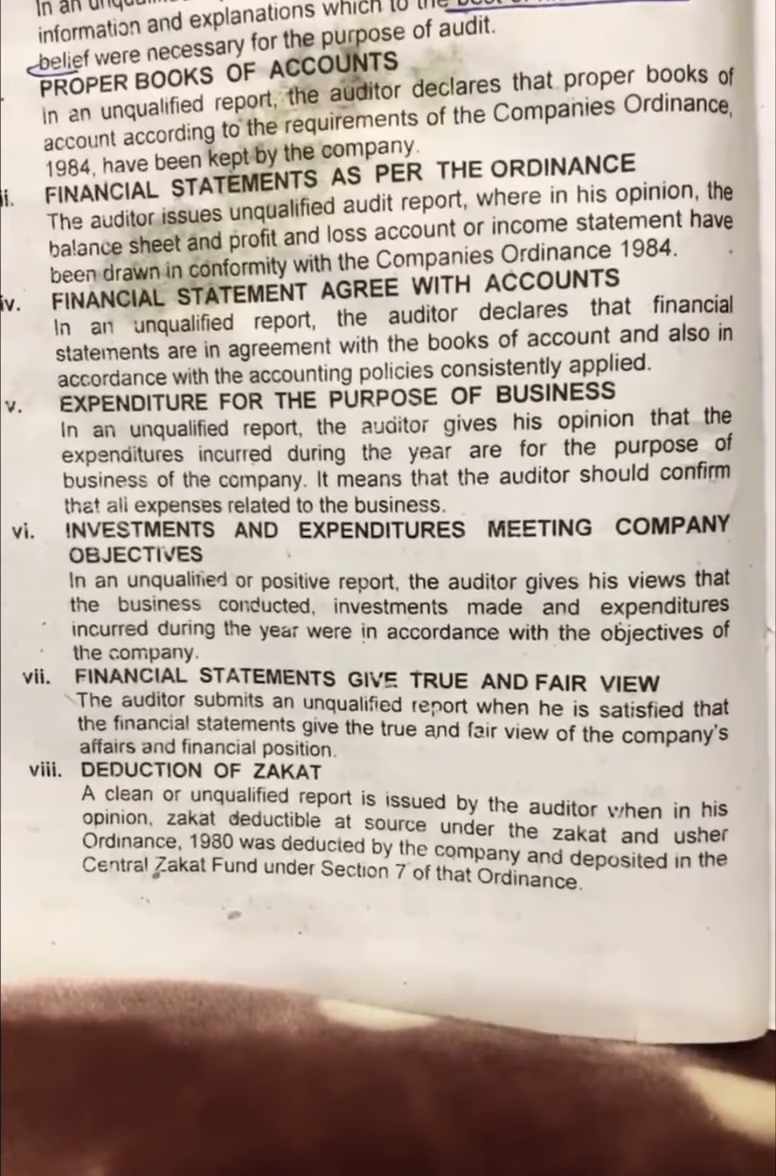 In an
information and explanations which to the
belief were necessary for the purpose of audit.
PROPER BOOKS OF ACCOUNTS
In an unqualified report, the auditor declares that proper books of
account according to the requirements of the Companies Ordinance,
1984, have been kept by the company.
ii. FINANCIAL STATEMENTS AS PER THE ORDINANCE
The auditor issues unqualified audit report, where in his opinion, the
balance sheet and profit and loss account or income statement have
been drawn in conformity with the Companies Ordinance 1984.
iv. FINANCIAL STATEMENT AGREE WITH ACCOUNTS
In an unqualified report, the auditor declares that financial
statements are in agreement with the books of account and also in
accordance with the accounting policies consistently applied.
v. EXPENDITURE FOR THE PURPOSE OF BUSINESS
In an unqualified report, the auditor gives his opinion that the
expenditures incurred during the year are for the purpose of
business of the company. It means that the auditor should confirm
that all expenses related to the business.
vi. INVESTMENTS AND EXPENDITURES MEETING COMPANY
OBJECTIVES
In an unqualified or positive report, the auditor gives his views that
the business conducted, investments made and expenditures
incurred during the year were in accordance with the objectives of
the company.
vii. FINANCIAL STATEMENTS GIVE TRUE AND FAIR VIEW
The auditor submits an unqualified report when he is satisfied that
the financial statements give the true and fair view of the company's
affairs and financial position.
viii. DEDUCTION OF ZAKAT
A clean or unqualified report is issued by the auditor when in his
opinion, zakat deductible at source under the zakat and usher
Ordinance, 1980 was deducted by the company and deposited in the
Central Zakat Fund under Section 7 of that Ordinance.